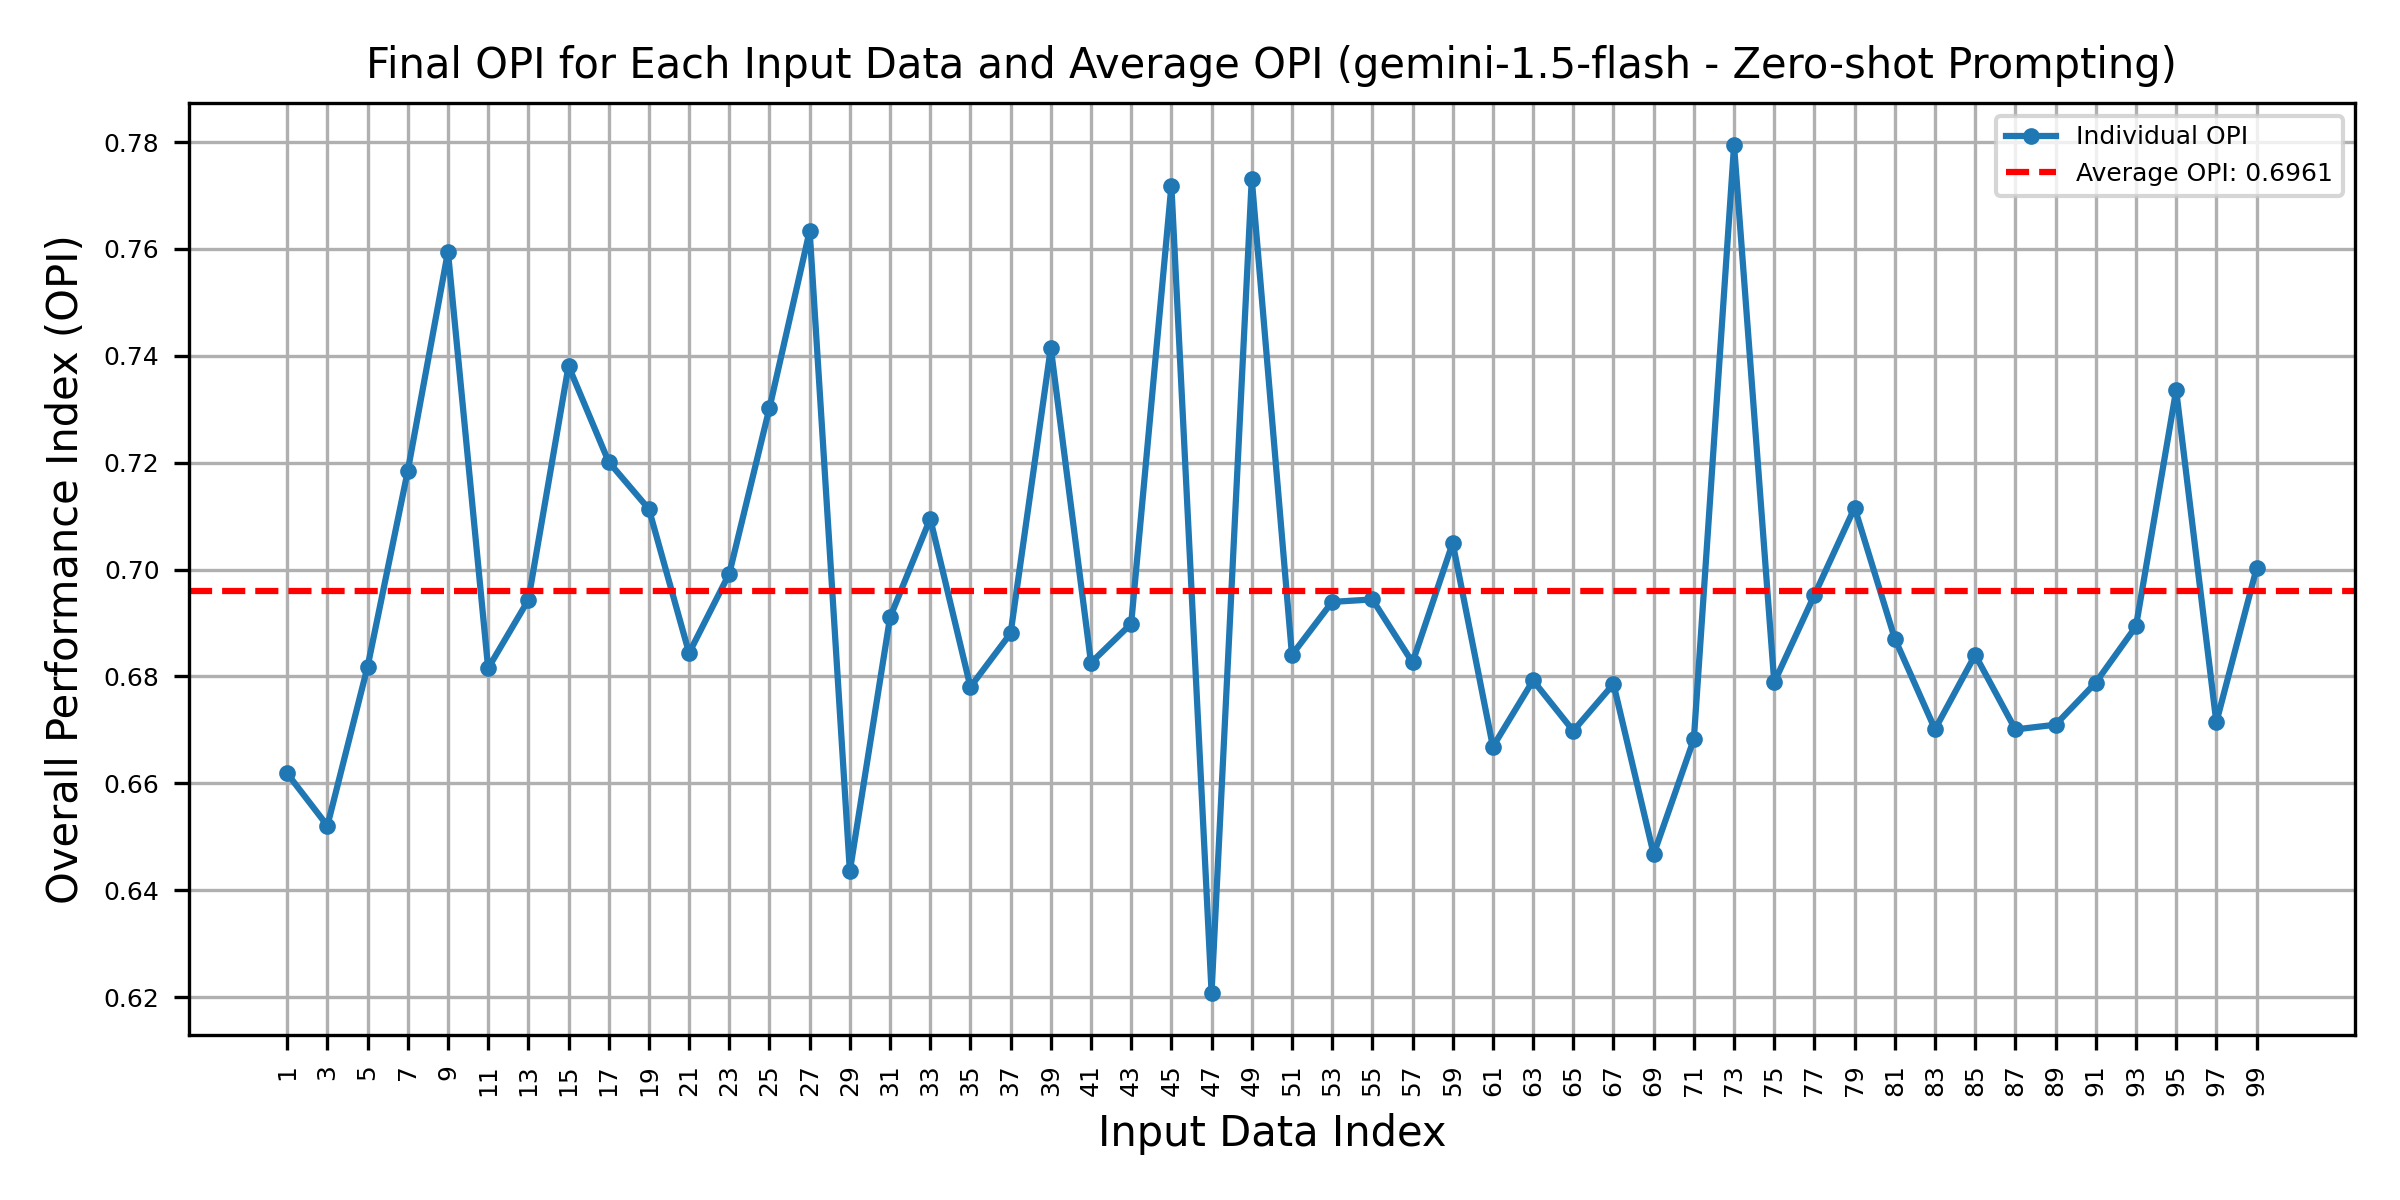 Final OPI for Each Input Data and Average OPI (gemini-1.5-flash - Zero-shot Prompting)
Individual OPI
Average OPI: 0.6961
Overall Performance Index (OPI)
0.78
0.76
0.74
0.72
0.70
0.68
0.66
0.64
0.62
1 3 5 7 9 11 13 15 17 19 21 23 25 27 29 31 33 35 37 39 41 43 45 47 49 51 53 55 57 59 61 63 65 67 69 71 73 75 77 79 81 83 85 87 89 91 93 95 97 99
Input Data Index